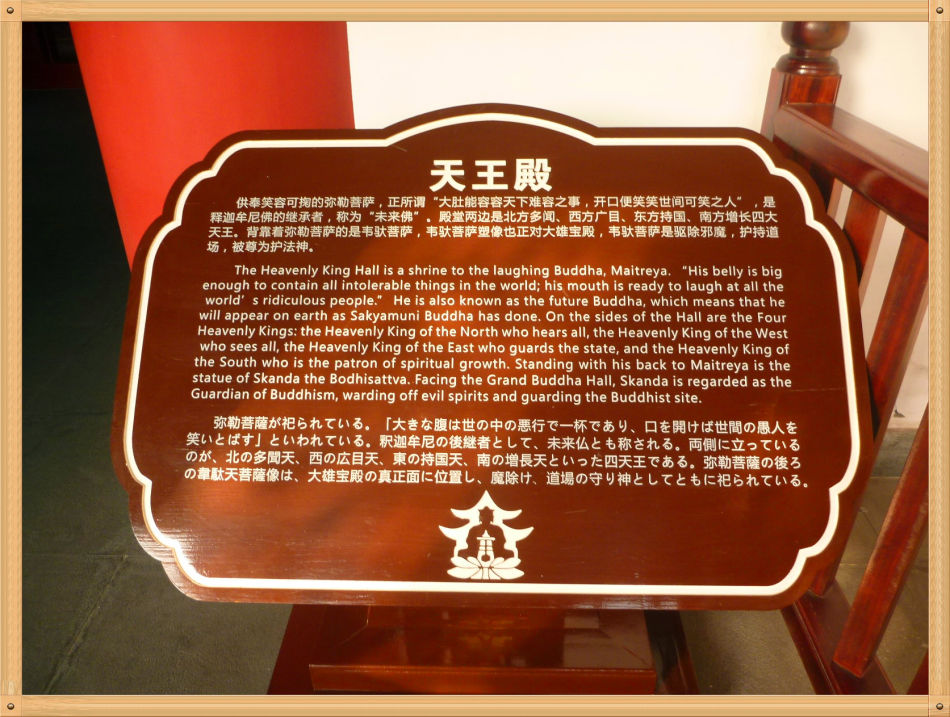 天王殿
供奉笑容可掬的弥勒菩萨，正所谓“大肚能容容天下难容之事，开口便笑笑世间可笑之人”，是
释迦牟尼佛的继承者，称为“未来佛”。殿堂两边是北方多闻、西方广目、东方持国、南方增长四大
天王。背靠着弥勒菩萨的是韦驮菩萨，韦驮菩萨塑像也正对大雄宝殿，韦驮菩萨是驱除邪魔，护持道
场，被尊为护法神。
The Heavenly King Hall is a shrine to the laughing Buddha, Maitreya. “His belly is big
enough to contain all intolerable things in the world; his mouth is ready to laugh at all the
world’s ridiculous people.” He is also known as the future Buddha, which means that he
will appear on earth as Sakyamuni Buddha has done. On the sides of the Hall are the Four
Heavenly Kings: the Heavenly King of the North who hears all, the Heavenly King of the West
who sees all, the Heavenly King of the East who guards the state, and the Heavenly King of
the South who is the patron of spiritual growth. Standing with his back to Maitreya is the
statue of Skanda the Bodhisattva. Facing the Grand Buddha Hall, Skanda is regarded as the
Guardian of Buddhism, warding off evil spirits and guarding the Buddhist site.
弥勒菩薩が祀られている。「大きな腹は世の中の悪行で一杯であり、口を開けば世間の愚人を
笑いとばす」といわれている。釈迦牟尼の後継者として、未来仏とも称される。両側に立っている
のが、北の多聞天、西の広目天、東の持国天、南の増長天といった四天王である。弥勒菩薩の後ろ
の韋駄天菩薩像は、大雄宝殿の真正面に位置し、魔除け、道場の守り神としてともに祀られている。